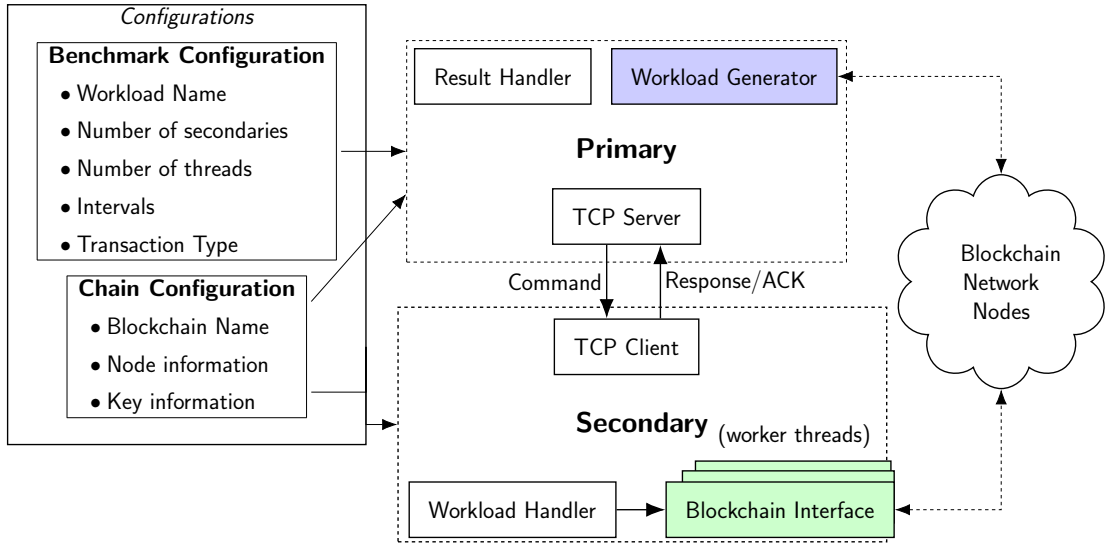 Configurations
Benchmark Configuration
• Workload Name
• Number of secondaries
• Number of threads
• Intervals
• Transaction Type
Chain Configuration
• Blockchain Name
• Node information
• Key information
Result Handler
Workload Generator
Primary
TCP Server
Command
Response/ACK
TCP Client
Secondary
(worker threads)
Workload Handler
Blockchain Interface
Blockchain
Network
Nodes